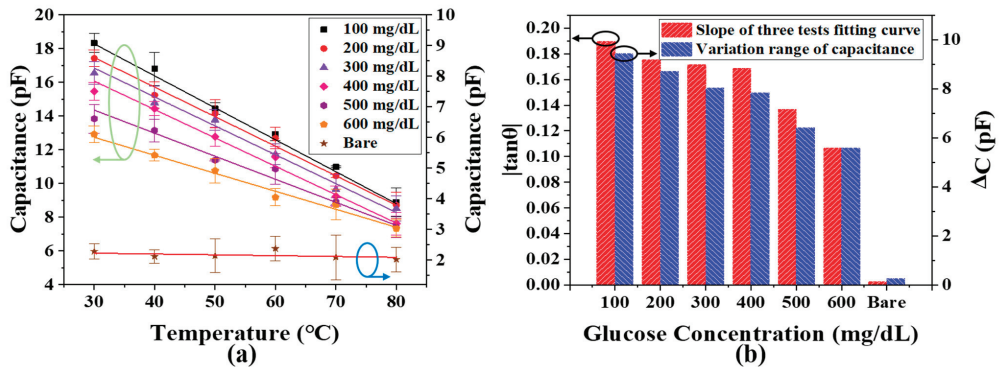 20
18
16
14
12
10
8
6
4
Capacitance (pF)
30 40 50 60 70 80
Temperature (°C)
10
9
8
7
6
5
4
3
2
1
Capacitance (pF)
100 mg/dL
200 mg/dL
300 mg/dL
400 mg/dL
500 mg/dL
600 mg/dL
Bare
(a)
0.20
0.18
0.16
0.14
0.12
0.10
0.08
0.06
0.04
0.02
0.00
|tanθ|
Slope of three tests fitting curve
Variation range of capacitance
10
8
6
4
2
0
ΔC (pF)
100 200 300 400 500 600 Bare
Glucose Concentration (mg/dL)
(b)